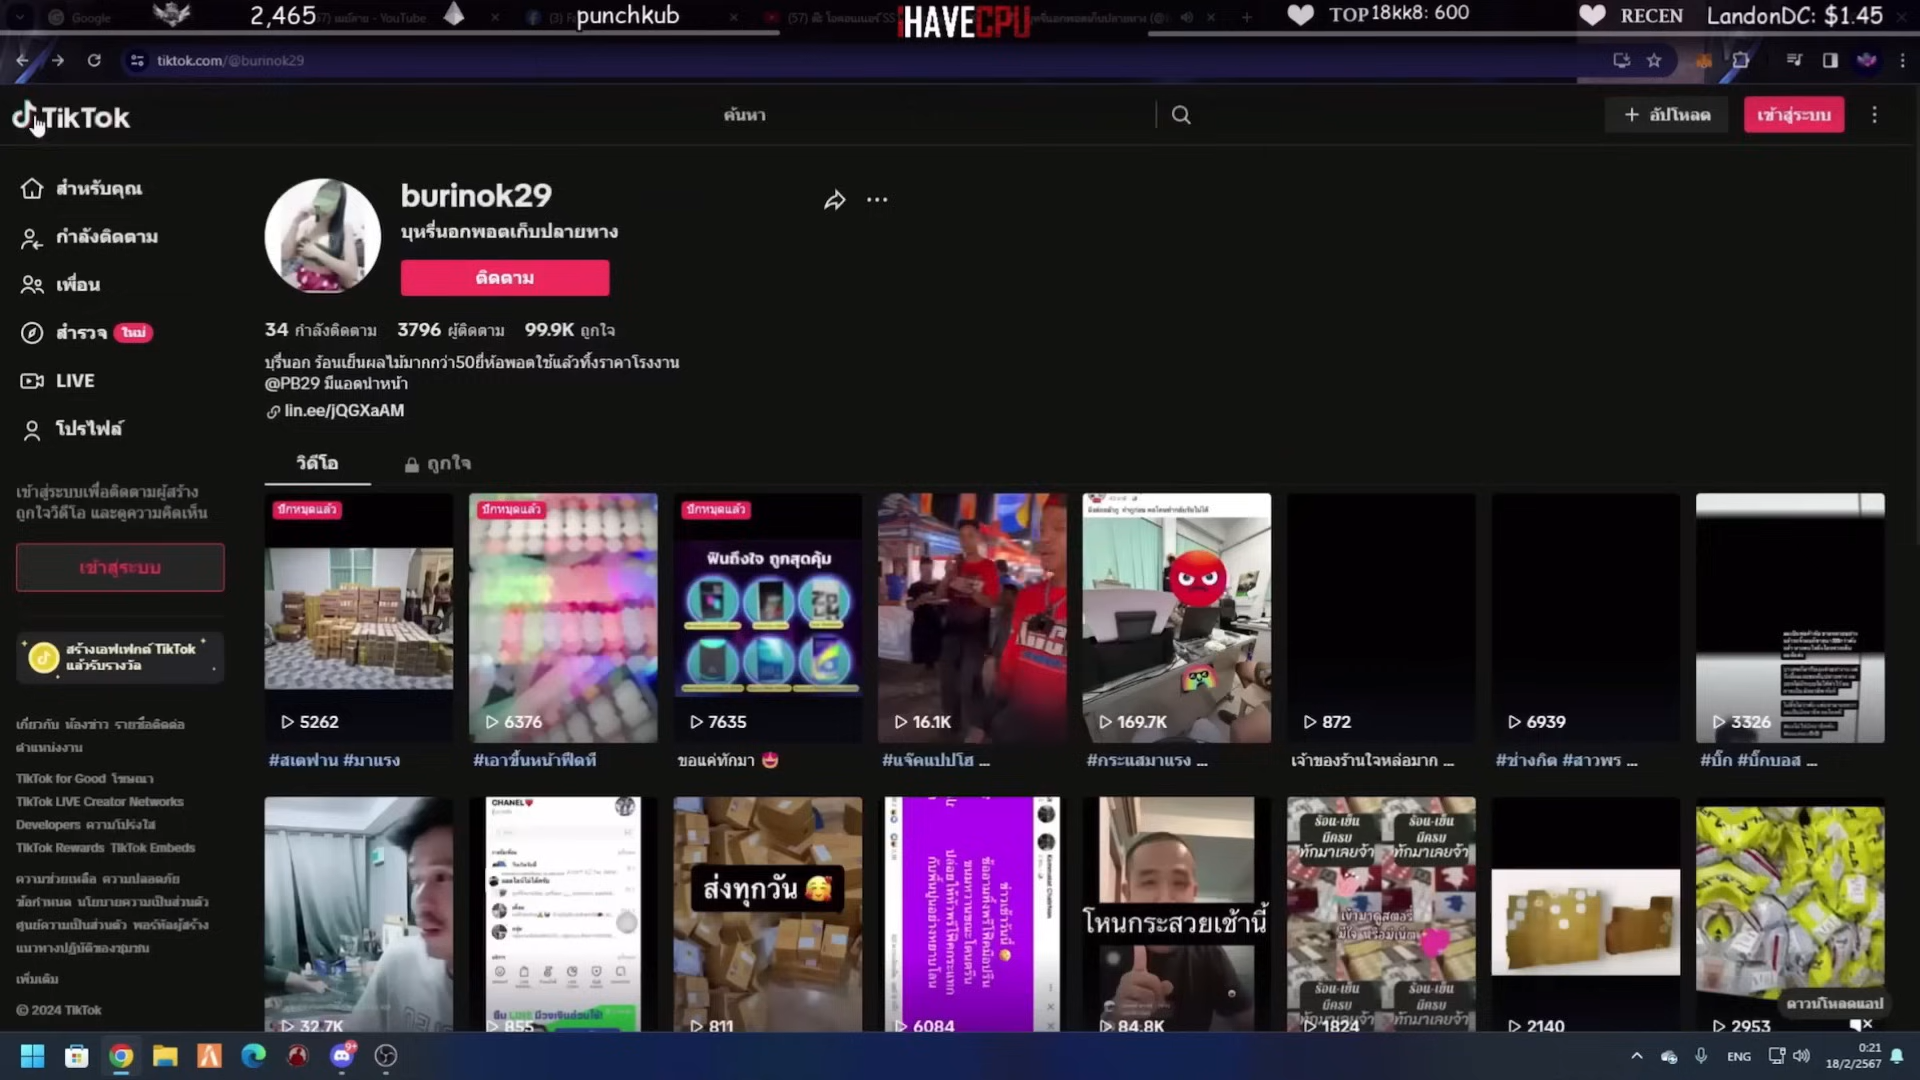 2,465
punchkub
iHAVECPU
TOP 18kk8: 600
RECEN
LandonDC: $1.45
Google
tiktok.com/@burinok29
TikTok
ค้นหา
+ อัปโหลด
เข้าสู่ระบบ
สำหรับคุณ
กำลังติดตาม
เพื่อน
สำรวจ ใหม่
LIVE
โปรไฟล์
เข้าสู่ระบบเพื่อติดตามผู้สร้าง
ถูกใจวิดีโอ และดูความคิดเห็น
เข้าสู่ระบบ
สร้างเอฟเฟกต์ TikTok
แล้วรับรางวัล
เกี่ยวกับ ห้องข่าว รายชื่อติดต่อ
ตำแหน่งงาน
TikTok for Good โฆษณา
TikTok LIVE Creator Networks
Developers ความโปร่งใส
TikTok Rewards TikTok Embeds
ความช่วยเหลือ ความปลอดภัย
ข้อกำหนด นโยบายความเป็นส่วนตัว
ศูนย์ความเป็นส่วนตัว พอร์ทัลผู้สร้าง
แนวทางปฏิบัติของชุมชน
เพิ่มเติม
© 2024 TikTok
burinok29
บุหรี่นอกพอตเก็บปลายทาง
ติดตาม
34 กำลังติดตาม 3796 ผู้ติดตาม 99.9K ถูกใจ
บุรี่นอก ร้อนเย็นผลไม้มากกว่า50ยี่ห้อพอตใช้แล้วทิ้งราคาโรงงาน
@PB29 มีแอดนำหน้า
lin.ee/jQGXaAM
วิดีโอ
ถูกใจ
ปักหมุดแล้ว
ปักหมุดแล้ว
ปักหมุดแล้ว
ฟินถึงใจ ถูกสุดคุ้ม
5262
6376
7635
16.1K
169.7K
872
6939
3326
#สเตฟาน #มาแรง
#เอาขึ้นหน้าฟีดที
ขอแค่ทักมา
#แจ๊คแปปโฮ ...
#กระแสมาแรง ...
เจ้าของร้านใจหล่อมาก ...
#ช่างกิต #สาวพร ...
#บิ๊ก #บิ๊กบอส ...
CHANEL
ส่งทุกวัน
โหนกระสวยเช้านี้
ร้อน-เย็น
มีครบ
ทักมาเลยจ้า
ร้อน-เย็น
มีครบ
ทักมาเลยจ้า
ร้อน-เย็น
มีครบ
ร้อน-เย็น
มีครบ
32.7K
855
811
6084
84.8K
1824
2140
2953
ดาวน์โหลดแอป
ENG
0:21
18/2/2567